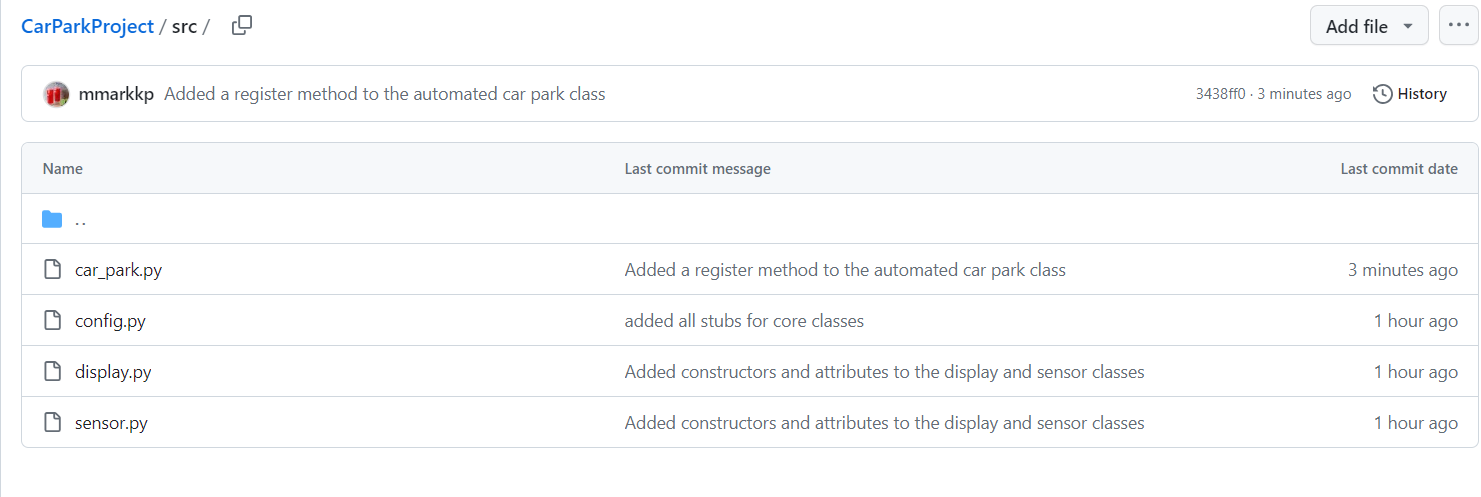 CarParkProject / src /
Add file
mmarkkp Added a register method to the automated car park class 3438ff0 · 3 minutes ago History
Name Last commit message Last commit date
..
car_park.py Added a register method to the automated car park class 3 minutes ago
config.py added all stubs for core classes 1 hour ago
display.py Added constructors and attributes to the display and sensor classes 1 hour ago
sensor.py Added constructors and attributes to the display and sensor classes 1 hour ago